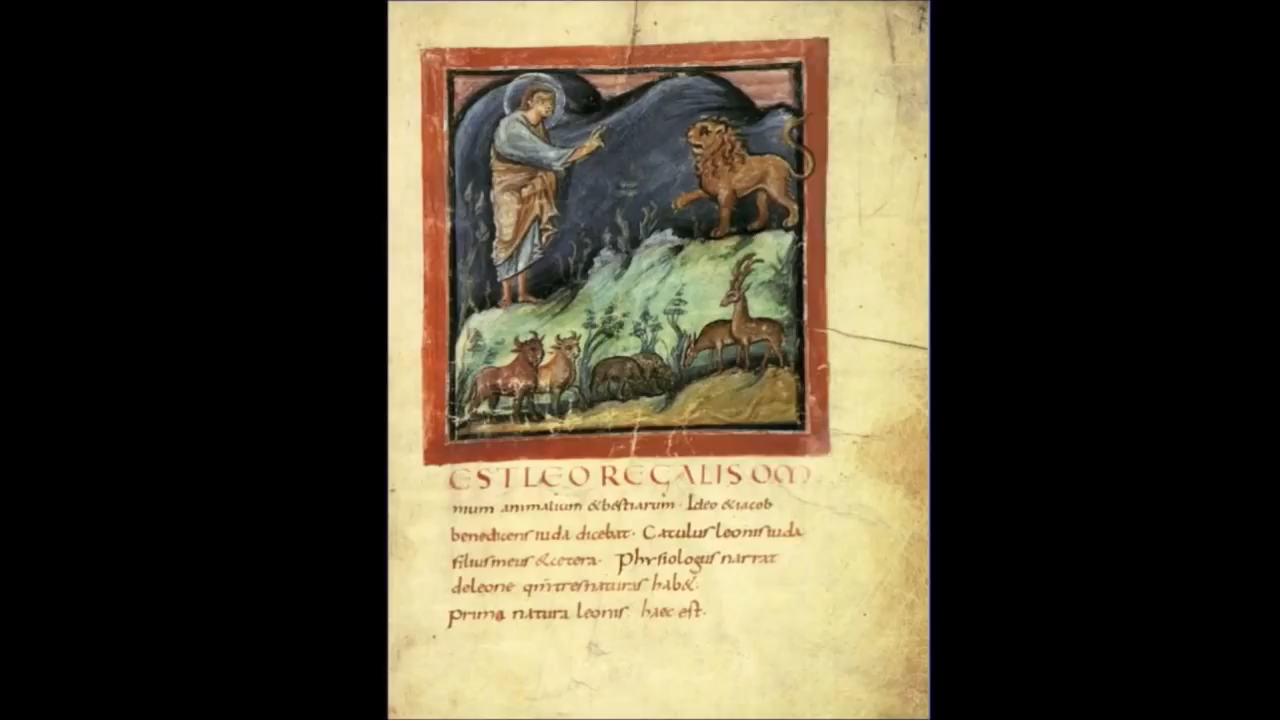 EST LEO REGALIS OM
nium animalium & bestiarum. Ideo & iacob
benedicens iuda dicebat. Catulus leonis iuda
filius meus & cetera. Physiologus narrat
de leone qm tres naturas hab&.
prima natura leonis. haec est.